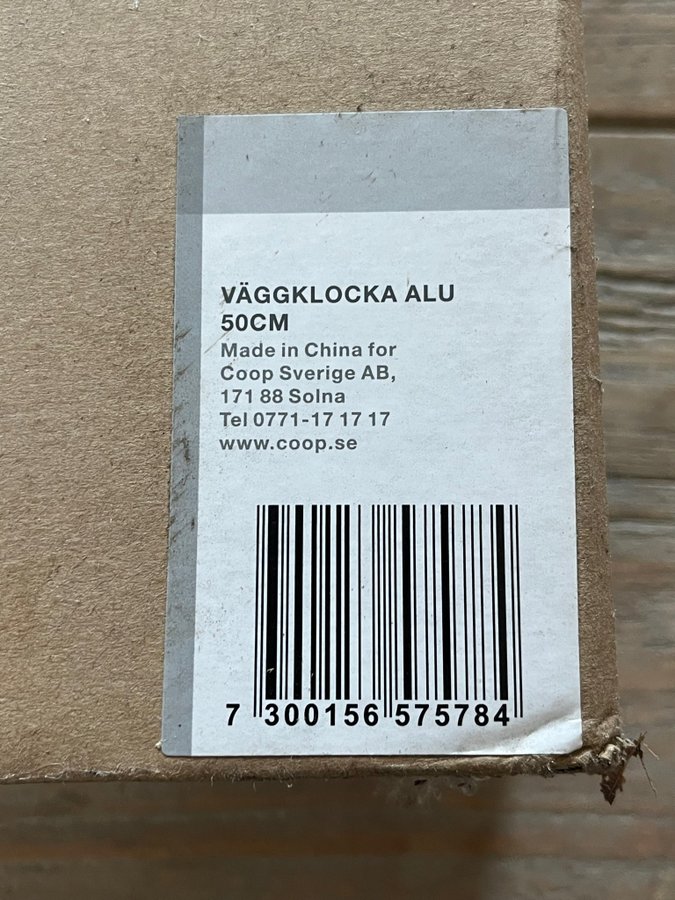 VÄGGKLOCKA ALU
50CM
Made in China for
Coop Sverige AB,
171 88 Solna
Tel 0771-17 17 17
www.coop.se
7 300156 575784